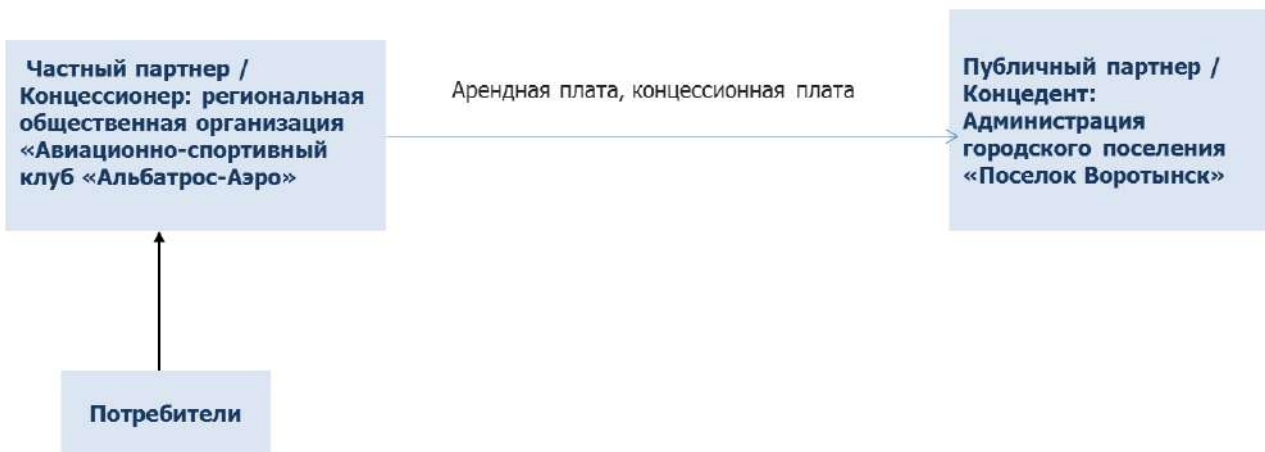 Частный партнер /
Концессионер: региональная
общественная организация
«Авиационно-спортивный
клуб «Альбатрос-Аэро»
Арендная плата, концессионная плата
Публичный партнер /
Концедент:
Администрация
городского поселения
«Поселок Воротынск»
Потребители